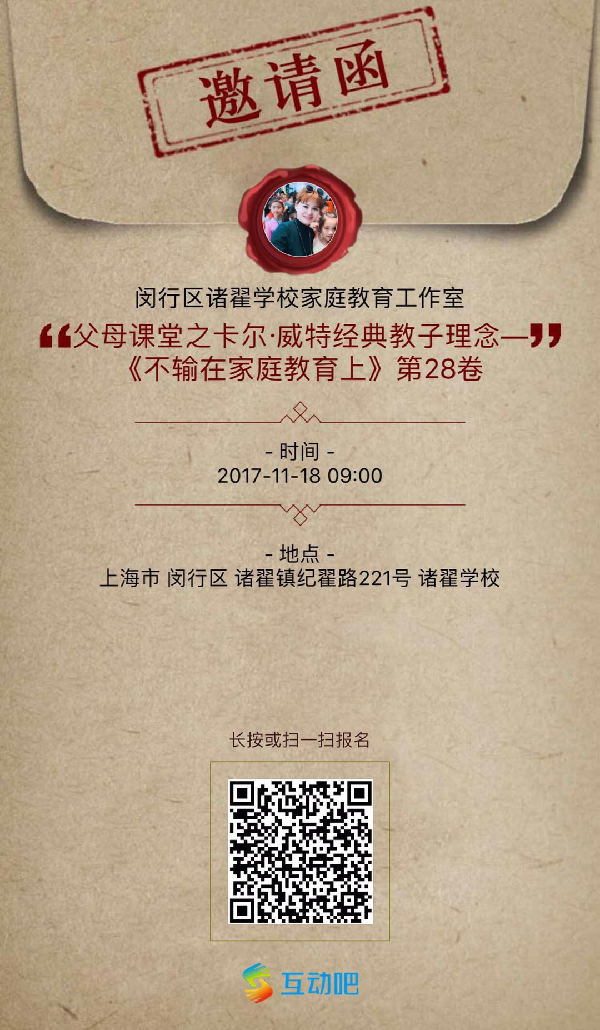 邀请函
闵行区诸翟学校家庭教育工作室
“父母课堂之卡尔·威特经典教子理念—”
《不输在家庭教育上》第28卷
- 时间 -
2017-11-18 09:00
- 地点 -
上海市 闵行区 诸翟镇纪翟路221号 诸翟学校
长按或扫一扫报名
互动吧